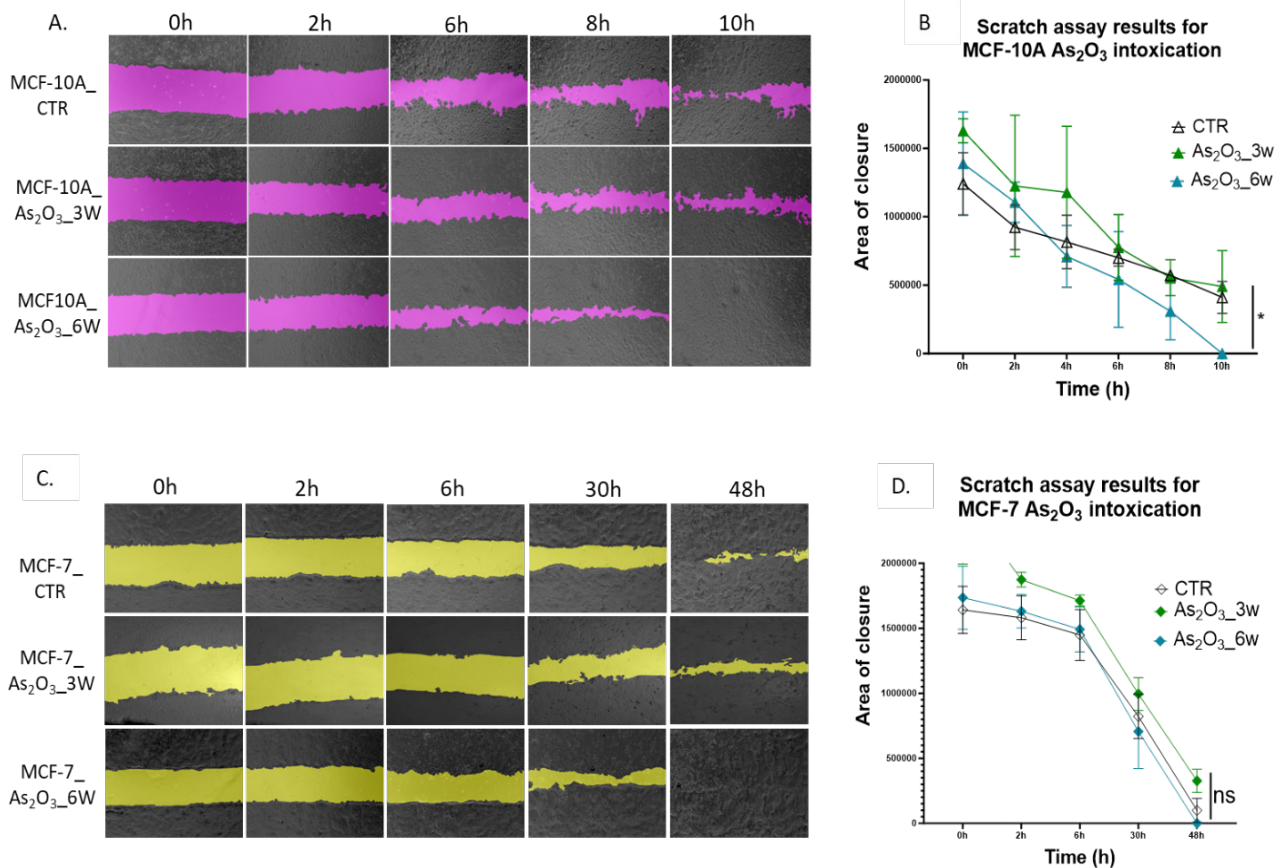 A.
0h 2h 6h 8h 10h
MCF-10A_
CTR
MCF-10A_
As₂O₃_3W
MCF10A_
As₂O₃_6W
B
Scratch assay results for
MCF-10A As₂O₃ intoxication
Area of closure
2000000
1500000
1000000
500000
0
0h 2h 4h 6h 8h 10h
Time (h)
CTR
As₂O₃_3w
As₂O₃_6w
*
C.
0h 2h 6h 30h 48h
MCF-7_
CTR
MCF-7_
As₂O₃_3W
MCF-7_
As₂O₃_6W
D.
Scratch assay results for
MCF-7 As₂O₃ intoxication
Area of closure
2000000
1500000
1000000
500000
0
0h 2h 6h 30h 48h
Time (h)
CTR
As₂O₃_3w
As₂O₃_6w
ns